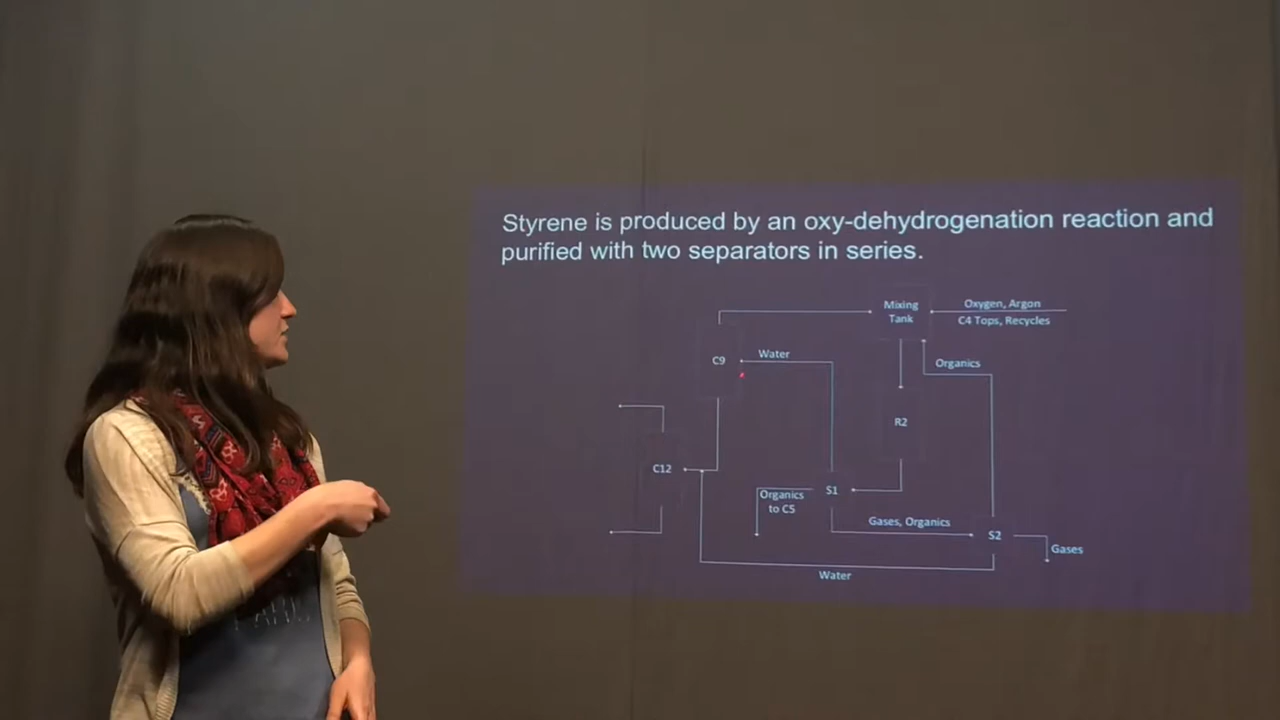 Styrene is produced by an oxy-dehydrogenation reaction and
purified with two separators in series.
Mixing
Tank
Oxygen, Argon
C4 Tops, Recycles
C9
Water
Organics
R2
C12
S1
Organics
to C5
Gases, Organics
S2
Gases
Water